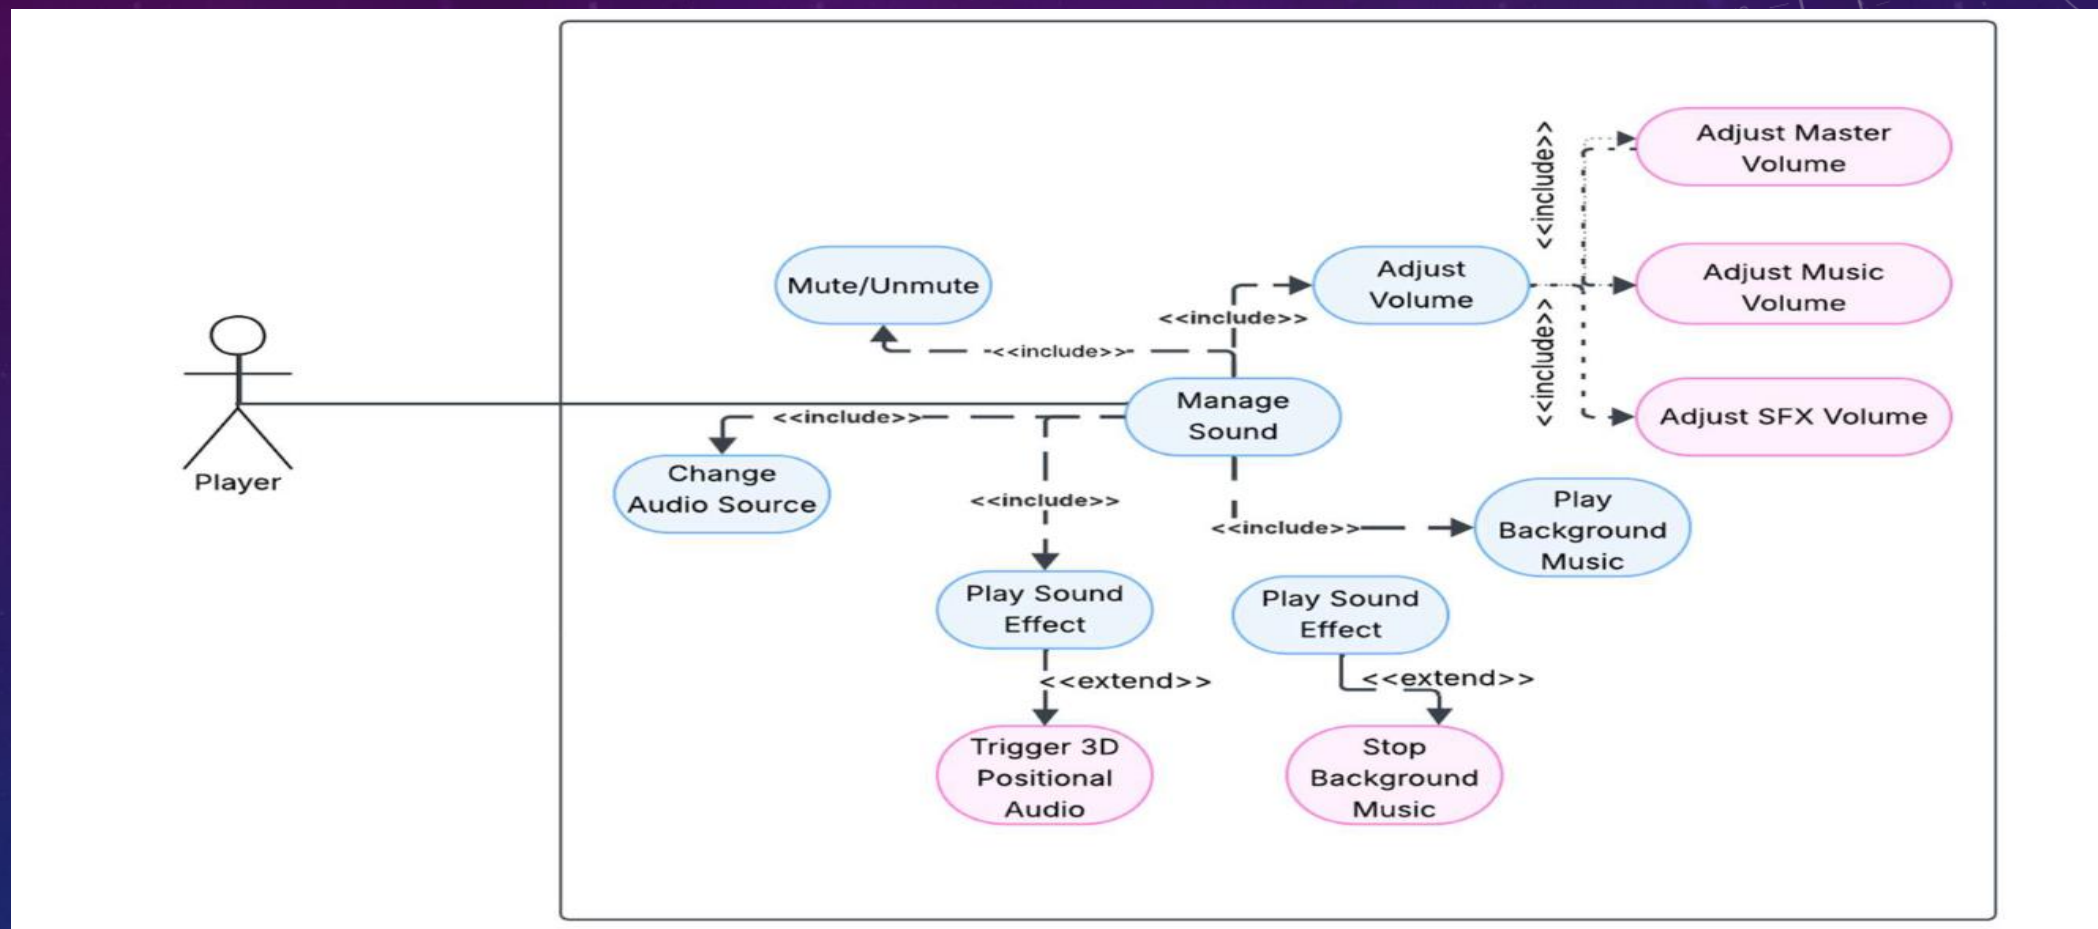 <<include>>
Adjust Master
Volume
Mute/Unmute
Adjust
Volume
Adjust Music
Volume
<<include>>
<<include>>
<<include>>
Manage
Sound
<<include>>
Adjust SFX Volume
Player
Change
Audio Source
<<include>>
<<include>>
Play
Background
Music
Play Sound
Effect
Play Sound
Effect
<<extend>>
<<extend>>
Trigger 3D
Positional
Audio
Stop
Background
Music